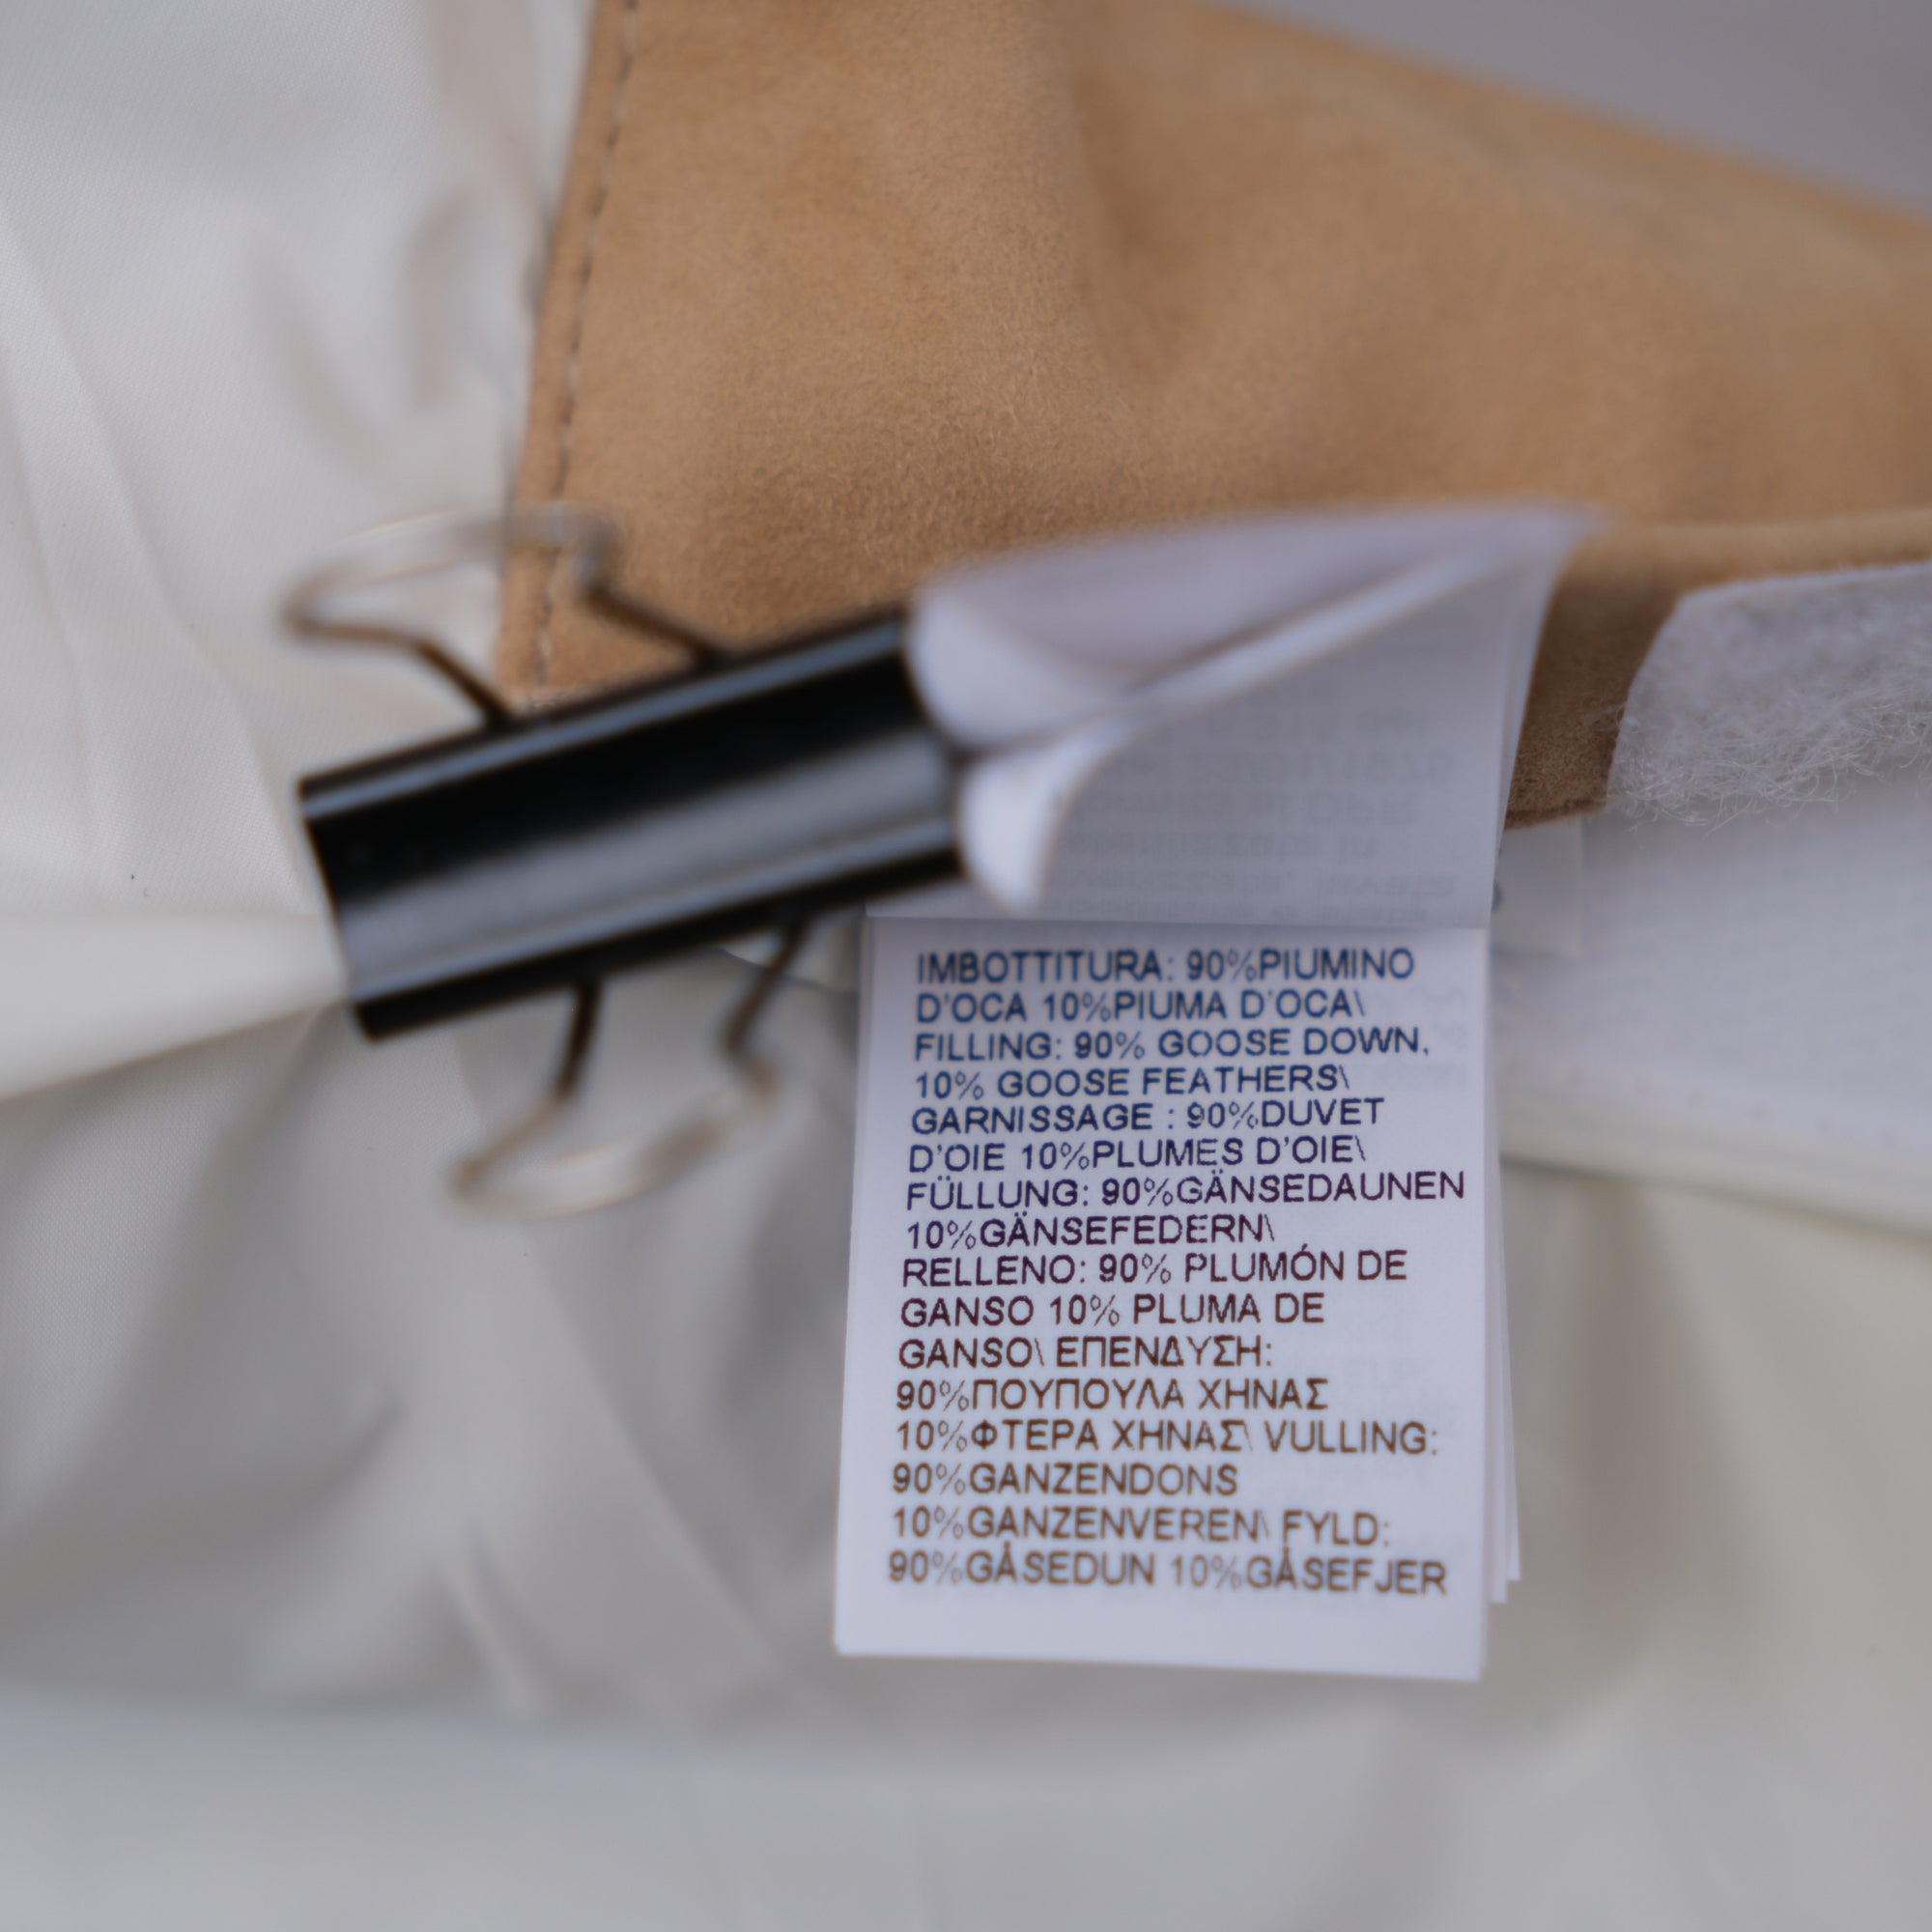 IMBOTTITURA: 90%PIUMINO
D'OCA 10%PIUMA D'OCA\
FILLING: 90% GOOSE DOWN,
10% GOOSE FEATHERS\
GARNISSAGE : 90%DUVET
D'OIE 10%PLUMES D'OIE\
FÜLLUNG: 90%GÄNSEDAUNEN
10%GÄNSEFEDERN\
RELLENO: 90% PLUMÓN DE
GANSO 10% PLUMA DE
GANSO\ ΕΠΕΝΔΥΣΗ:
90%ΠΟΥΠΟΥΛΑ ΧΗΝΑΣ
10%ΦΤΕΡΑ ΧΗΝΑΣ\ VULLING:
90%GANZENDONS
10%GANZENVEREN\ FYLD:
90%GÅSEDUN 10%GÅSEFJER